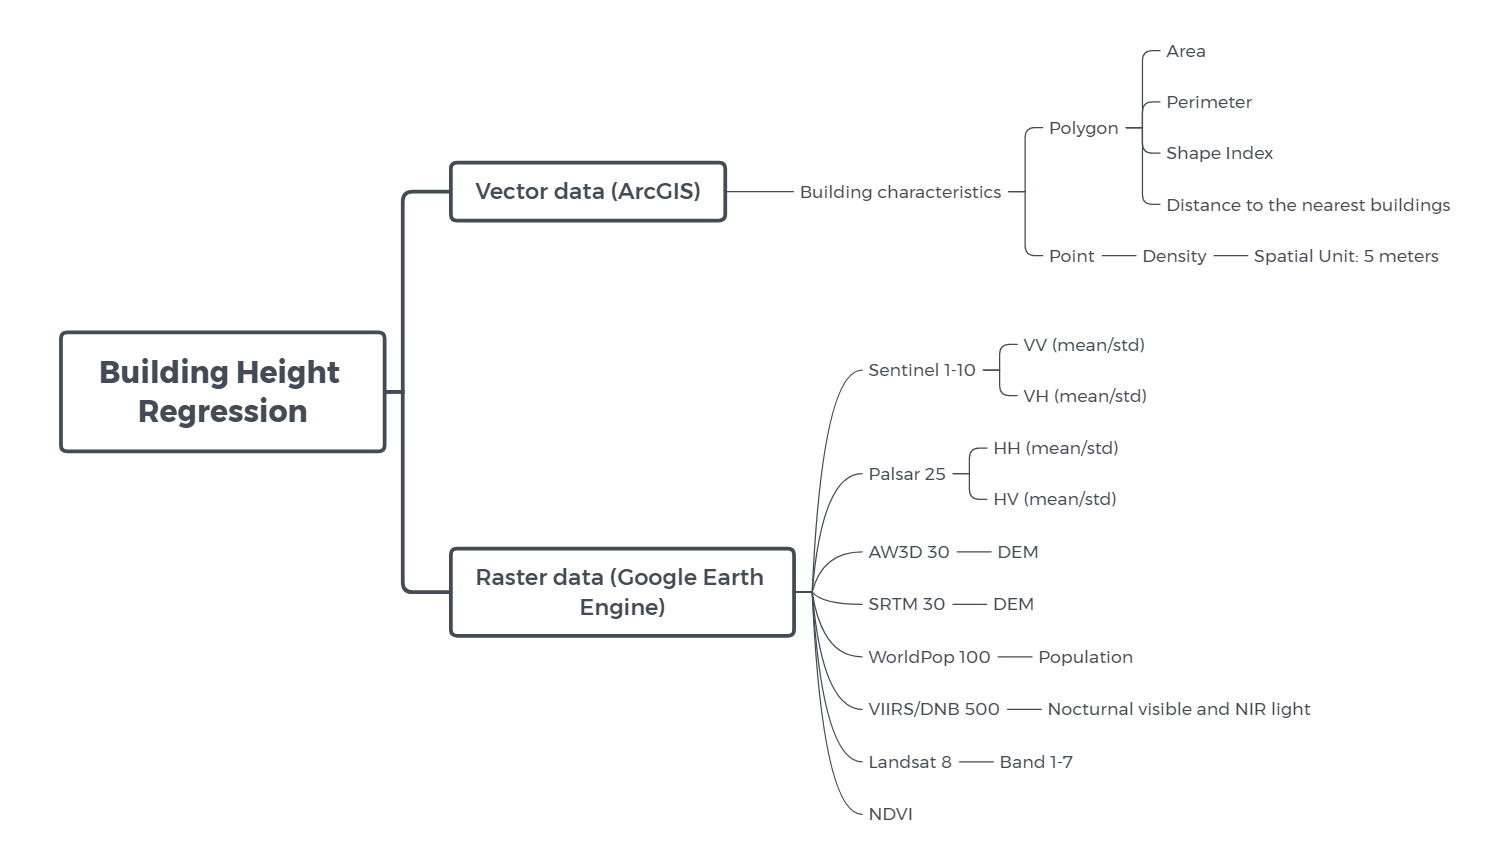 Building Height
Regression
Vector data (ArcGIS)
Building characteristics
Polygon
Area
Perimeter
Shape Index
Distance to the nearest buildings
Point
Density
Spatial Unit: 5 meters
Raster data (Google Earth
Engine)
Sentinel 1-10
VV (mean/std)
VH (mean/std)
Palsar 25
HH (mean/std)
HV (mean/std)
AW3D 30
DEM
SRTM 30
DEM
WorldPop 100
Population
VIIRS/DNB 500
Nocturnal visible and NIR light
Landsat 8
Band 1-7
NDVI